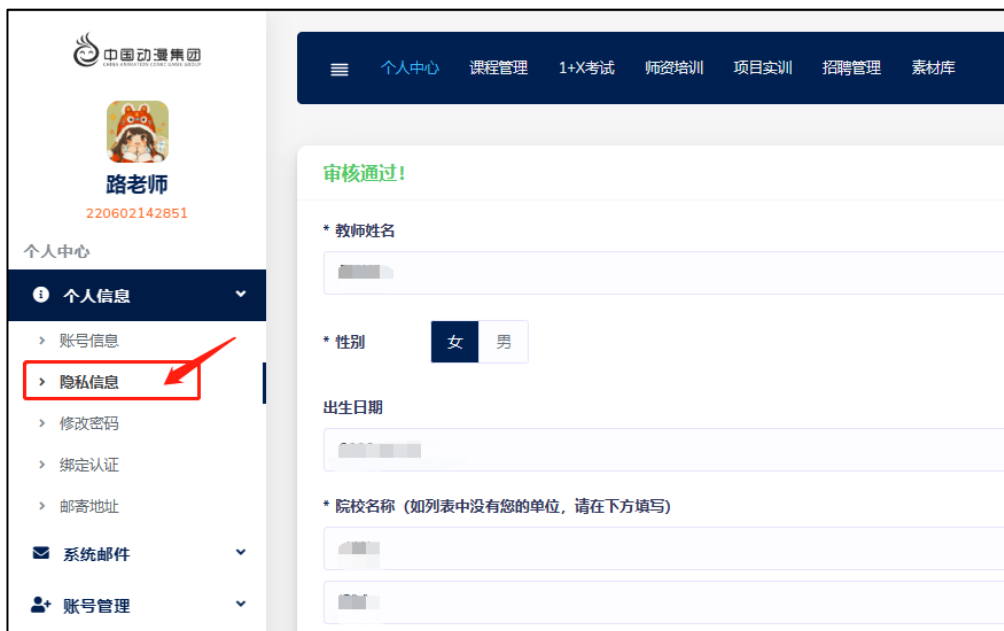 中国动漫集团
CHINA ANIMATION COMIC GAME GROUP
路老师
220602142851
个人中心
个人信息
账号信息
隐私信息
修改密码
绑定认证
邮寄地址
系统邮件
账号管理
个人中心 课程管理 1+X考试 师资培训 项目实训 招聘管理 素材库
审核通过！
* 教师姓名
* 性别 女 男
出生日期
* 院校名称（如列表中没有您的单位，请在下方填写）